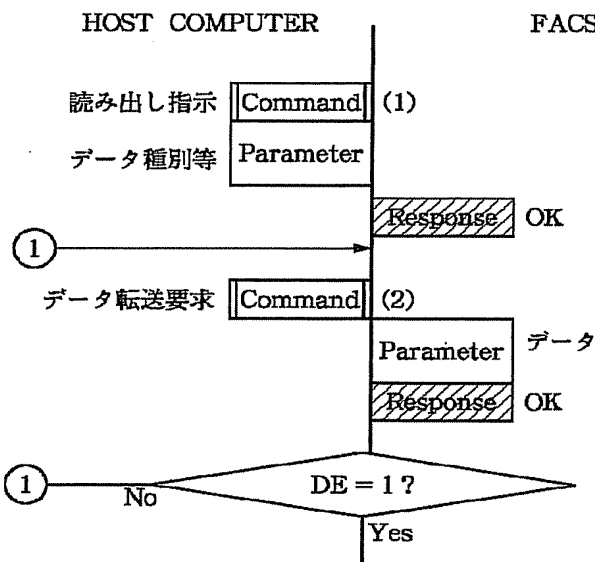 HOST COMPUTER FACS
読み出し指示 Command (1)
データ種別等 Parameter
Response OK
1
データ転送要求 Command (2)
Parameter データ
Response OK
1 No DE = 1 ?
Yes